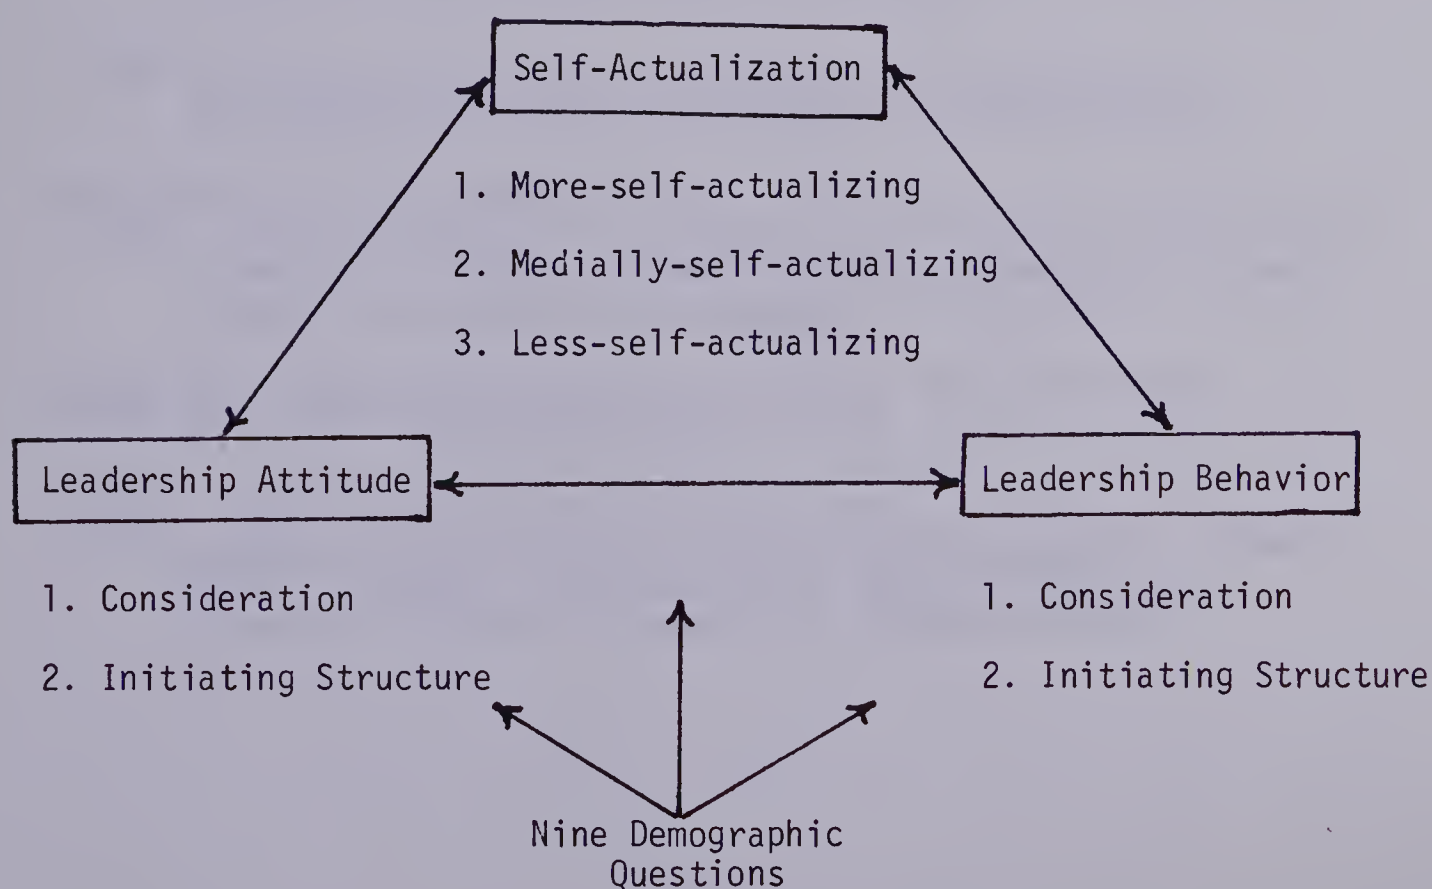 Self-Actualization
1. More-self-actualizing
2. Medially-self-actualizing
3. Less-self-actualizing
Leadership Attitude
Leadership Behavior
1. Consideration
2. Initiating Structure
1. Consideration
2. Initiating Structure
Nine Demographic
Questions